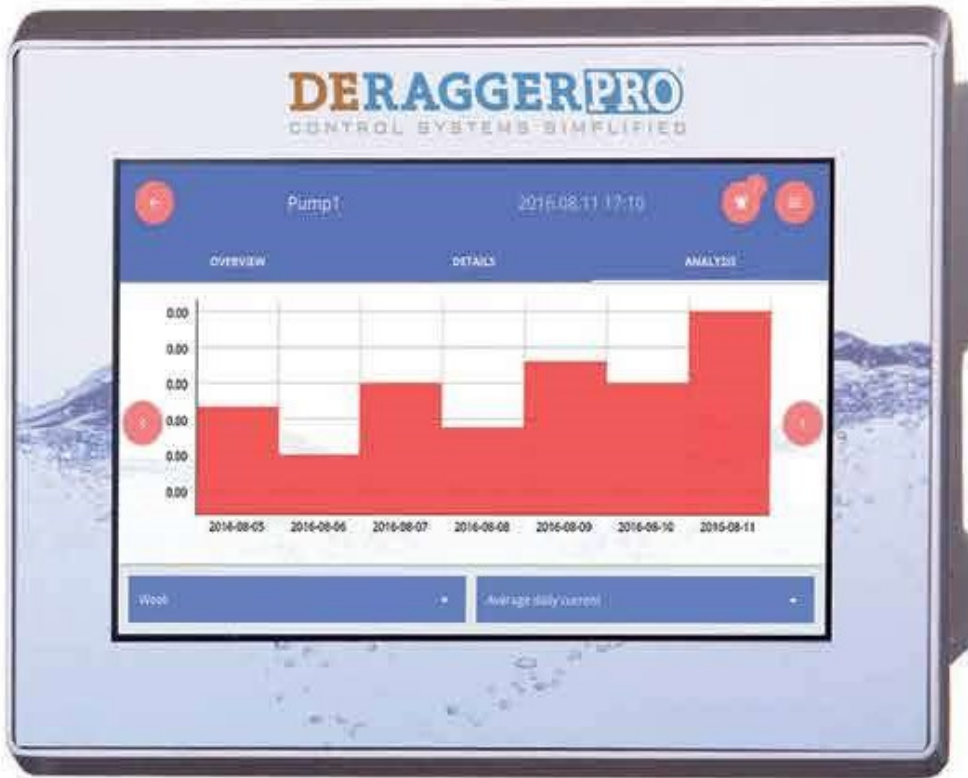 DERAGGERPRO
CONTROL SYSTEMS SIMPLIFIED
Pump1 2016.08.11 17:10
OVERVIEW DETAILS ANALYSIS
0.00
0.00
0.00
0.00
0.00
0.00
2016-08-05 2016-08-06 2016-08-07 2016-08-08 2016-08-09 2016-08-10 2016-08-11
Week Average daily current